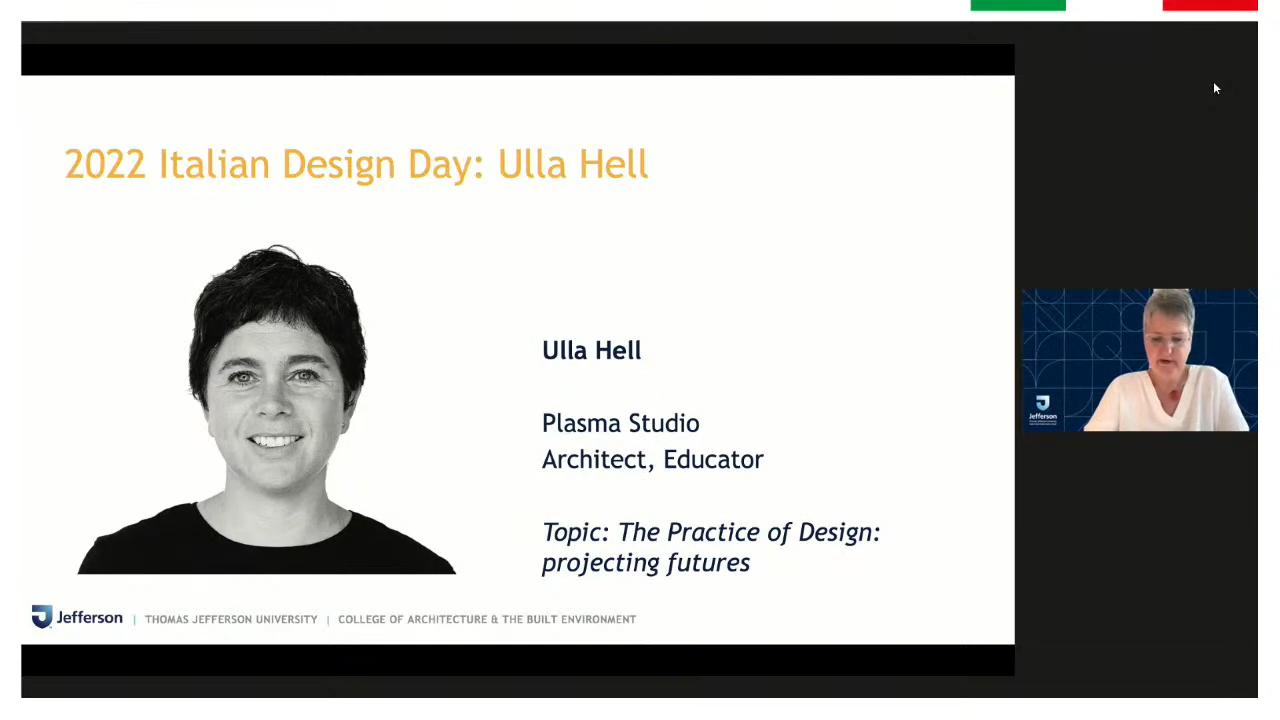 2022 Italian Design Day: Ulla Hell
Ulla Hell
Plasma Studio
Architect, Educator
Topic: The Practice of Design:
projecting futures
Jefferson | THOMAS JEFFERSON UNIVERSITY | COLLEGE OF ARCHITECTURE & THE BUILT ENVIRONMENT
Jefferson